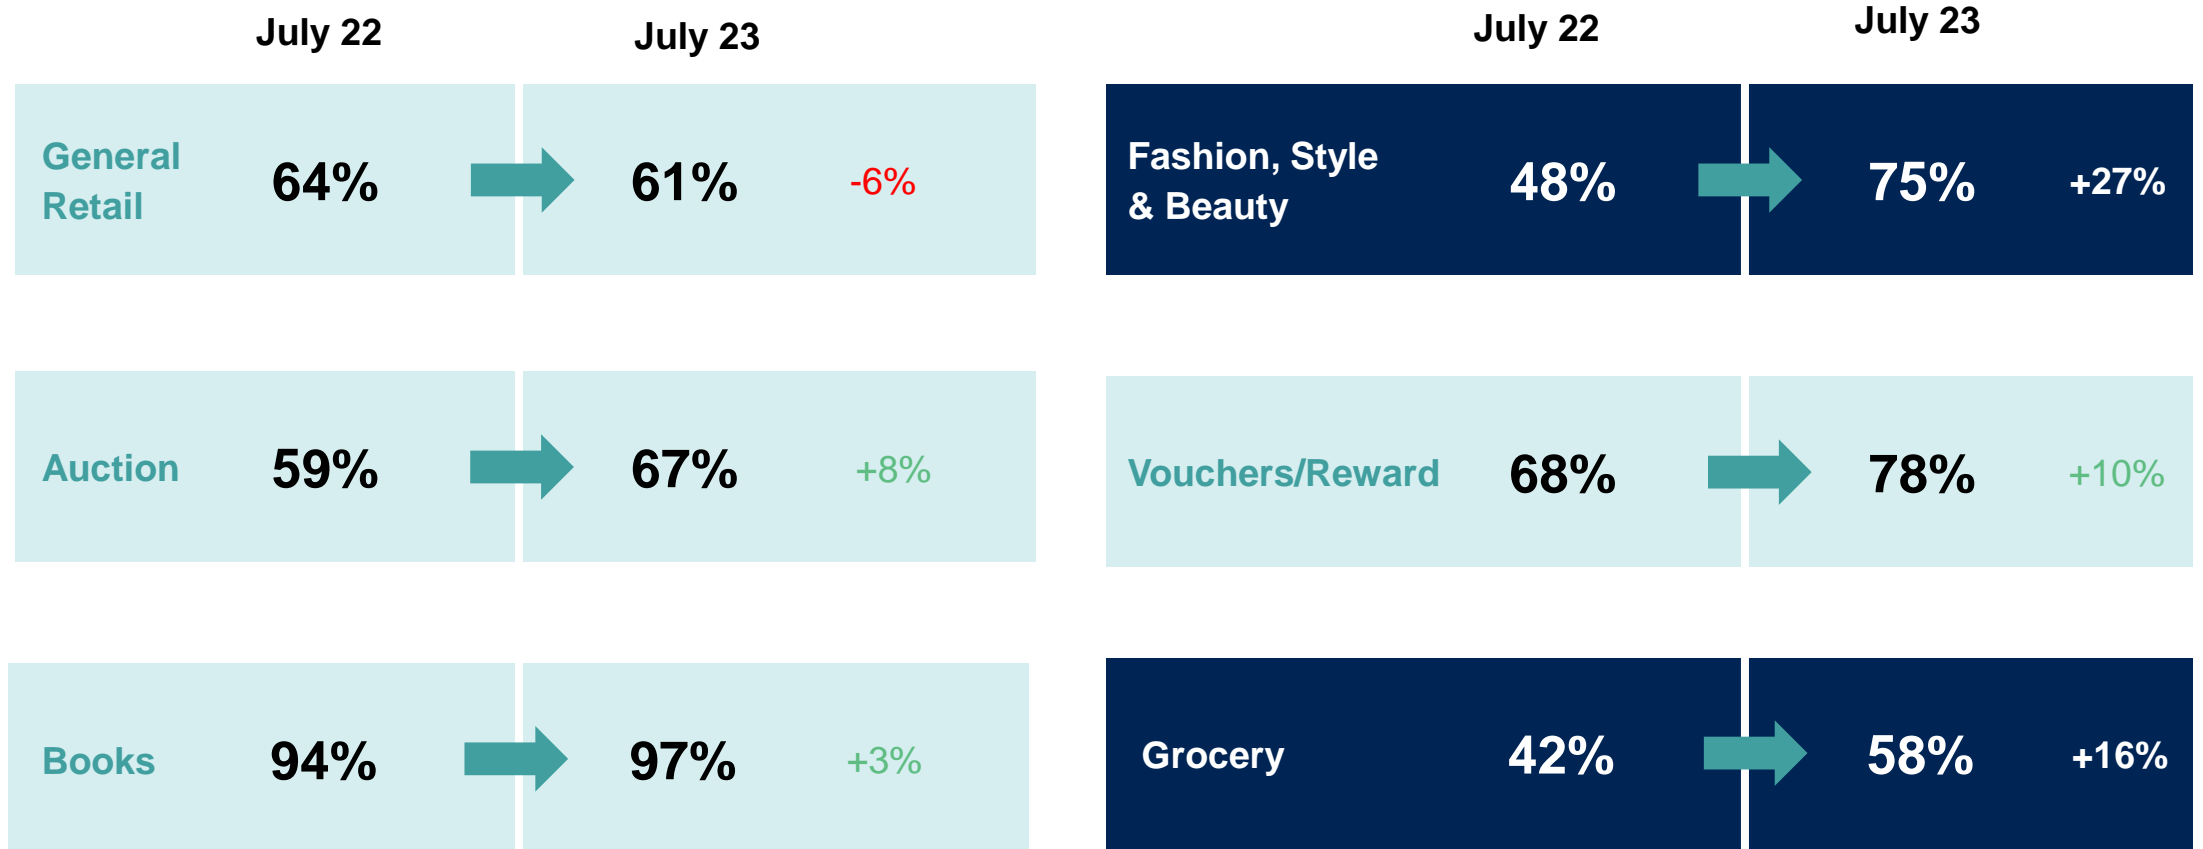 July 22
July 23
General
Retail
64%
61%
-6%
Auction
59%
67%
+8%
Books
94%
97%
+3%
July 22
July 23
Fashion, Style
& Beauty
48%
75%
+27%
Vouchers/Reward
68%
78%
+10%
Grocery
42%
58%
+16%